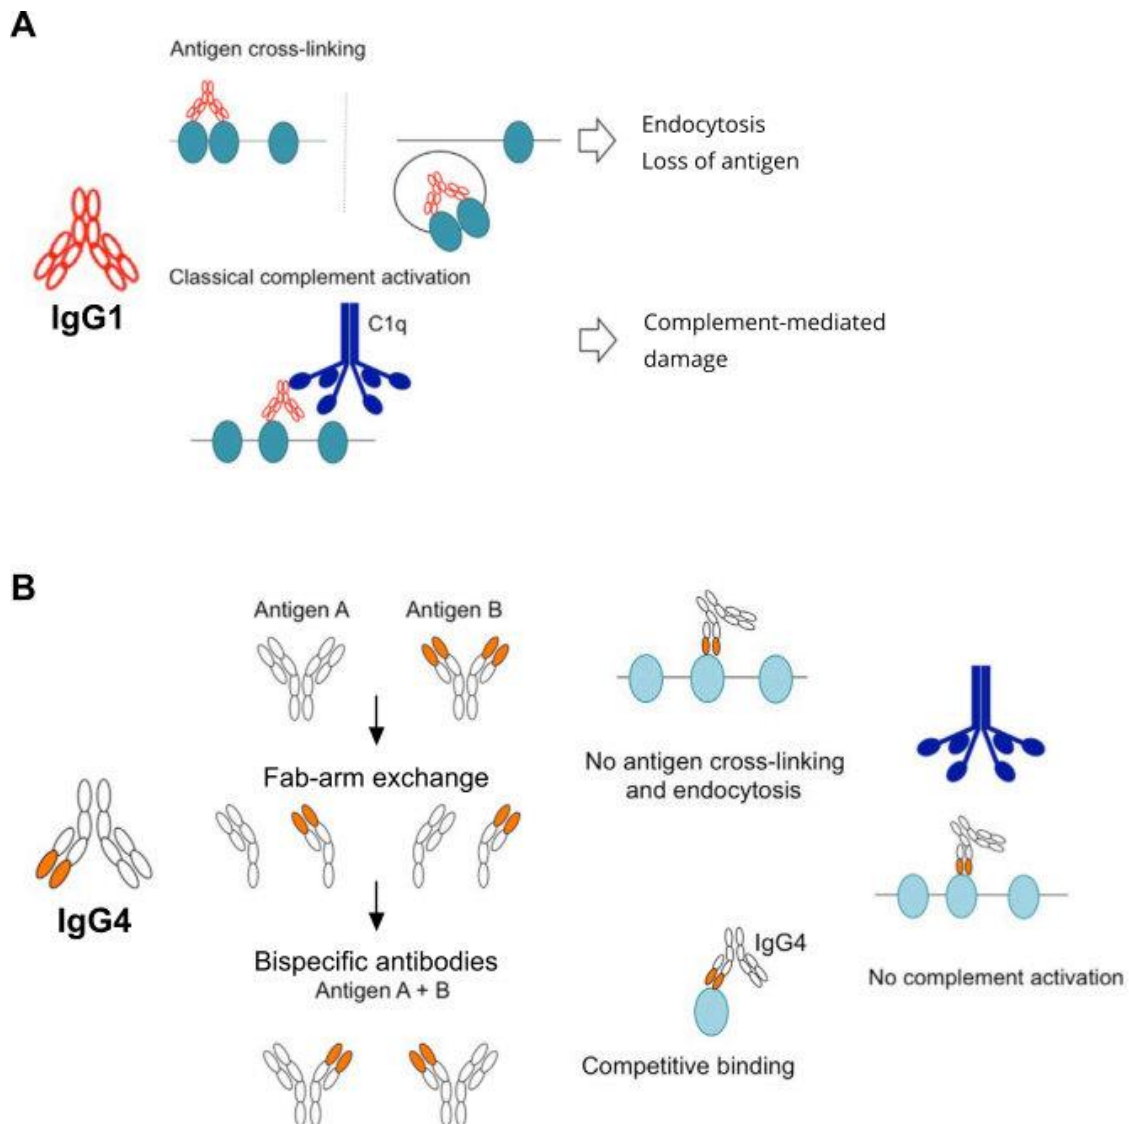 A
Antigen cross-linking
Endocytosis
Loss of antigen
IgG1
Classical complement activation
C1q
Complement-mediated
damage
B
Antigen A
Antigen B
Fab-arm exchange
IgG4
Bispecific antibodies
Antigen A + B
No antigen cross-linking
and endocytosis
IgG4
Competitive binding
No complement activation